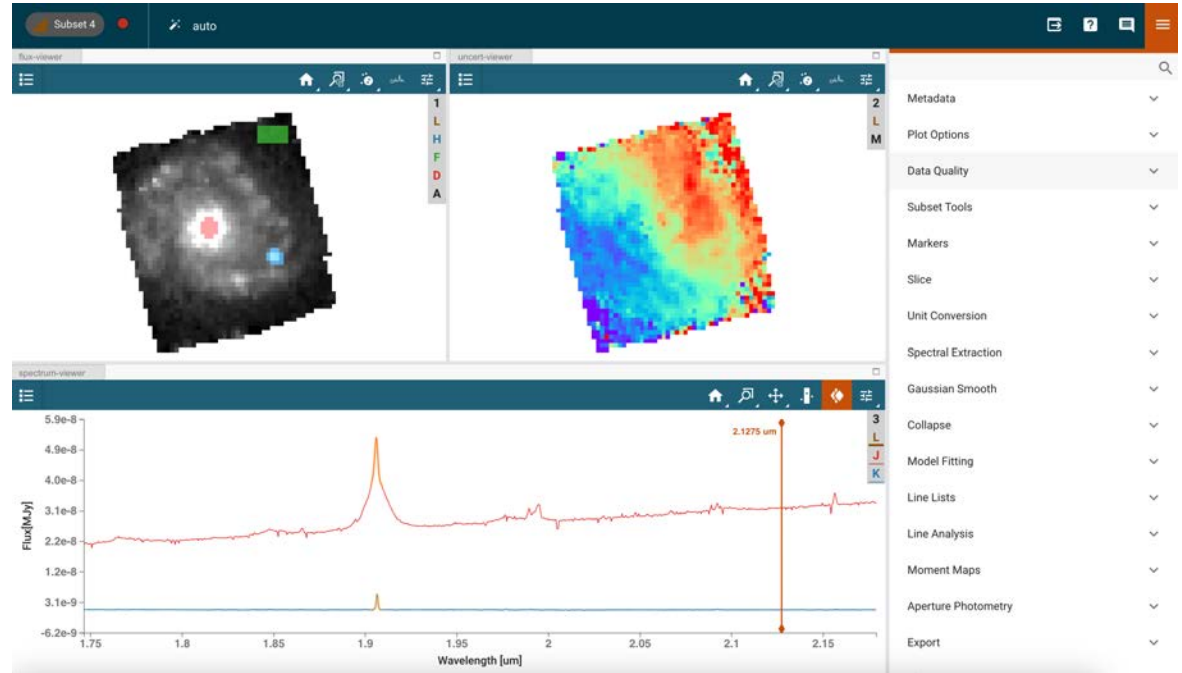 Subset 4
auto
flux-viewer
uncert-viewer
1
L
H
F
D
A
2
L
M
Metadata
Plot Options
Data Quality
Subset Tools
Markers
Slice
Unit Conversion
Spectral Extraction
Gaussian Smooth
Collapse
Model Fitting
Line Lists
Line Analysis
Moment Maps
Aperture Photometry
Export
spectrum-viewer
3
L
J
K
2.1275 um
Flux[MJy]
5.9e-8
4.9e-8
4.0e-8
3.1e-8
2.2e-8
1.2e-8
3.1e-9
-6.2e-9
1.75 1.8 1.85 1.9 1.95 2 2.05 2.1 2.15
Wavelength [um]